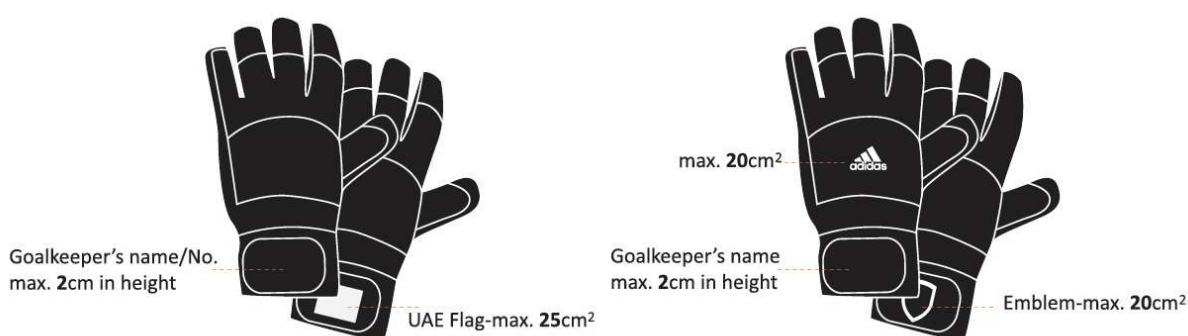 Goalkeeper's name/No.
max. 2cm in height
UAE Flag-max. 25cm²
max. 20cm²
adidas
Goalkeeper's name
max. 2cm in height
Emblem-max. 20cm²